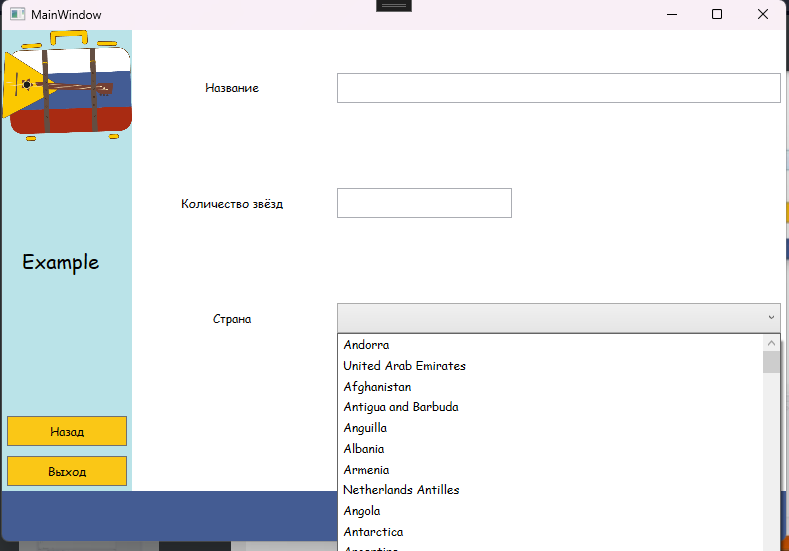 MainWindow
Название
Количество звёзд
Example
Страна
Andorra
United Arab Emirates
Afghanistan
Antigua and Barbuda
Anguilla
Albania
Armenia
Netherlands Antilles
Angola
Antarctica
Назад
Выход